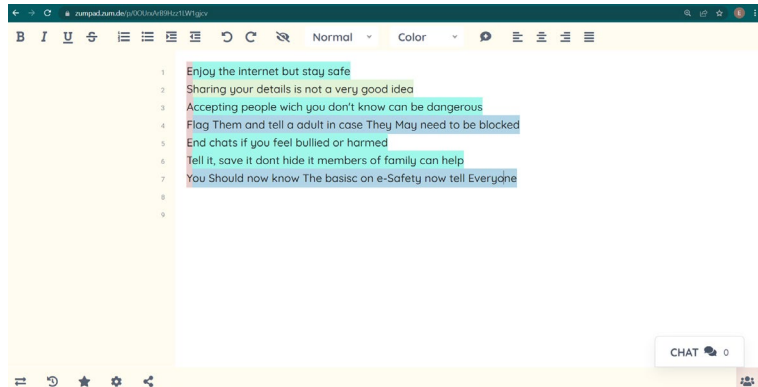 zumpad.zum.de/p/
B I U S Normal Color
1 Enjoy the internet but stay safe
2 Sharing your details is not a very good idea
3 Accepting people wich you don't know can be dangerous
4 Flag Them and tell a adult in case They May need to be blocked
5 End chats if you feel bullied or harmed
6 Tell it, save it dont hide it members of family can help
7 You Should now know The basisc on e-Safety now tell Everyone
8
9
CHAT 0